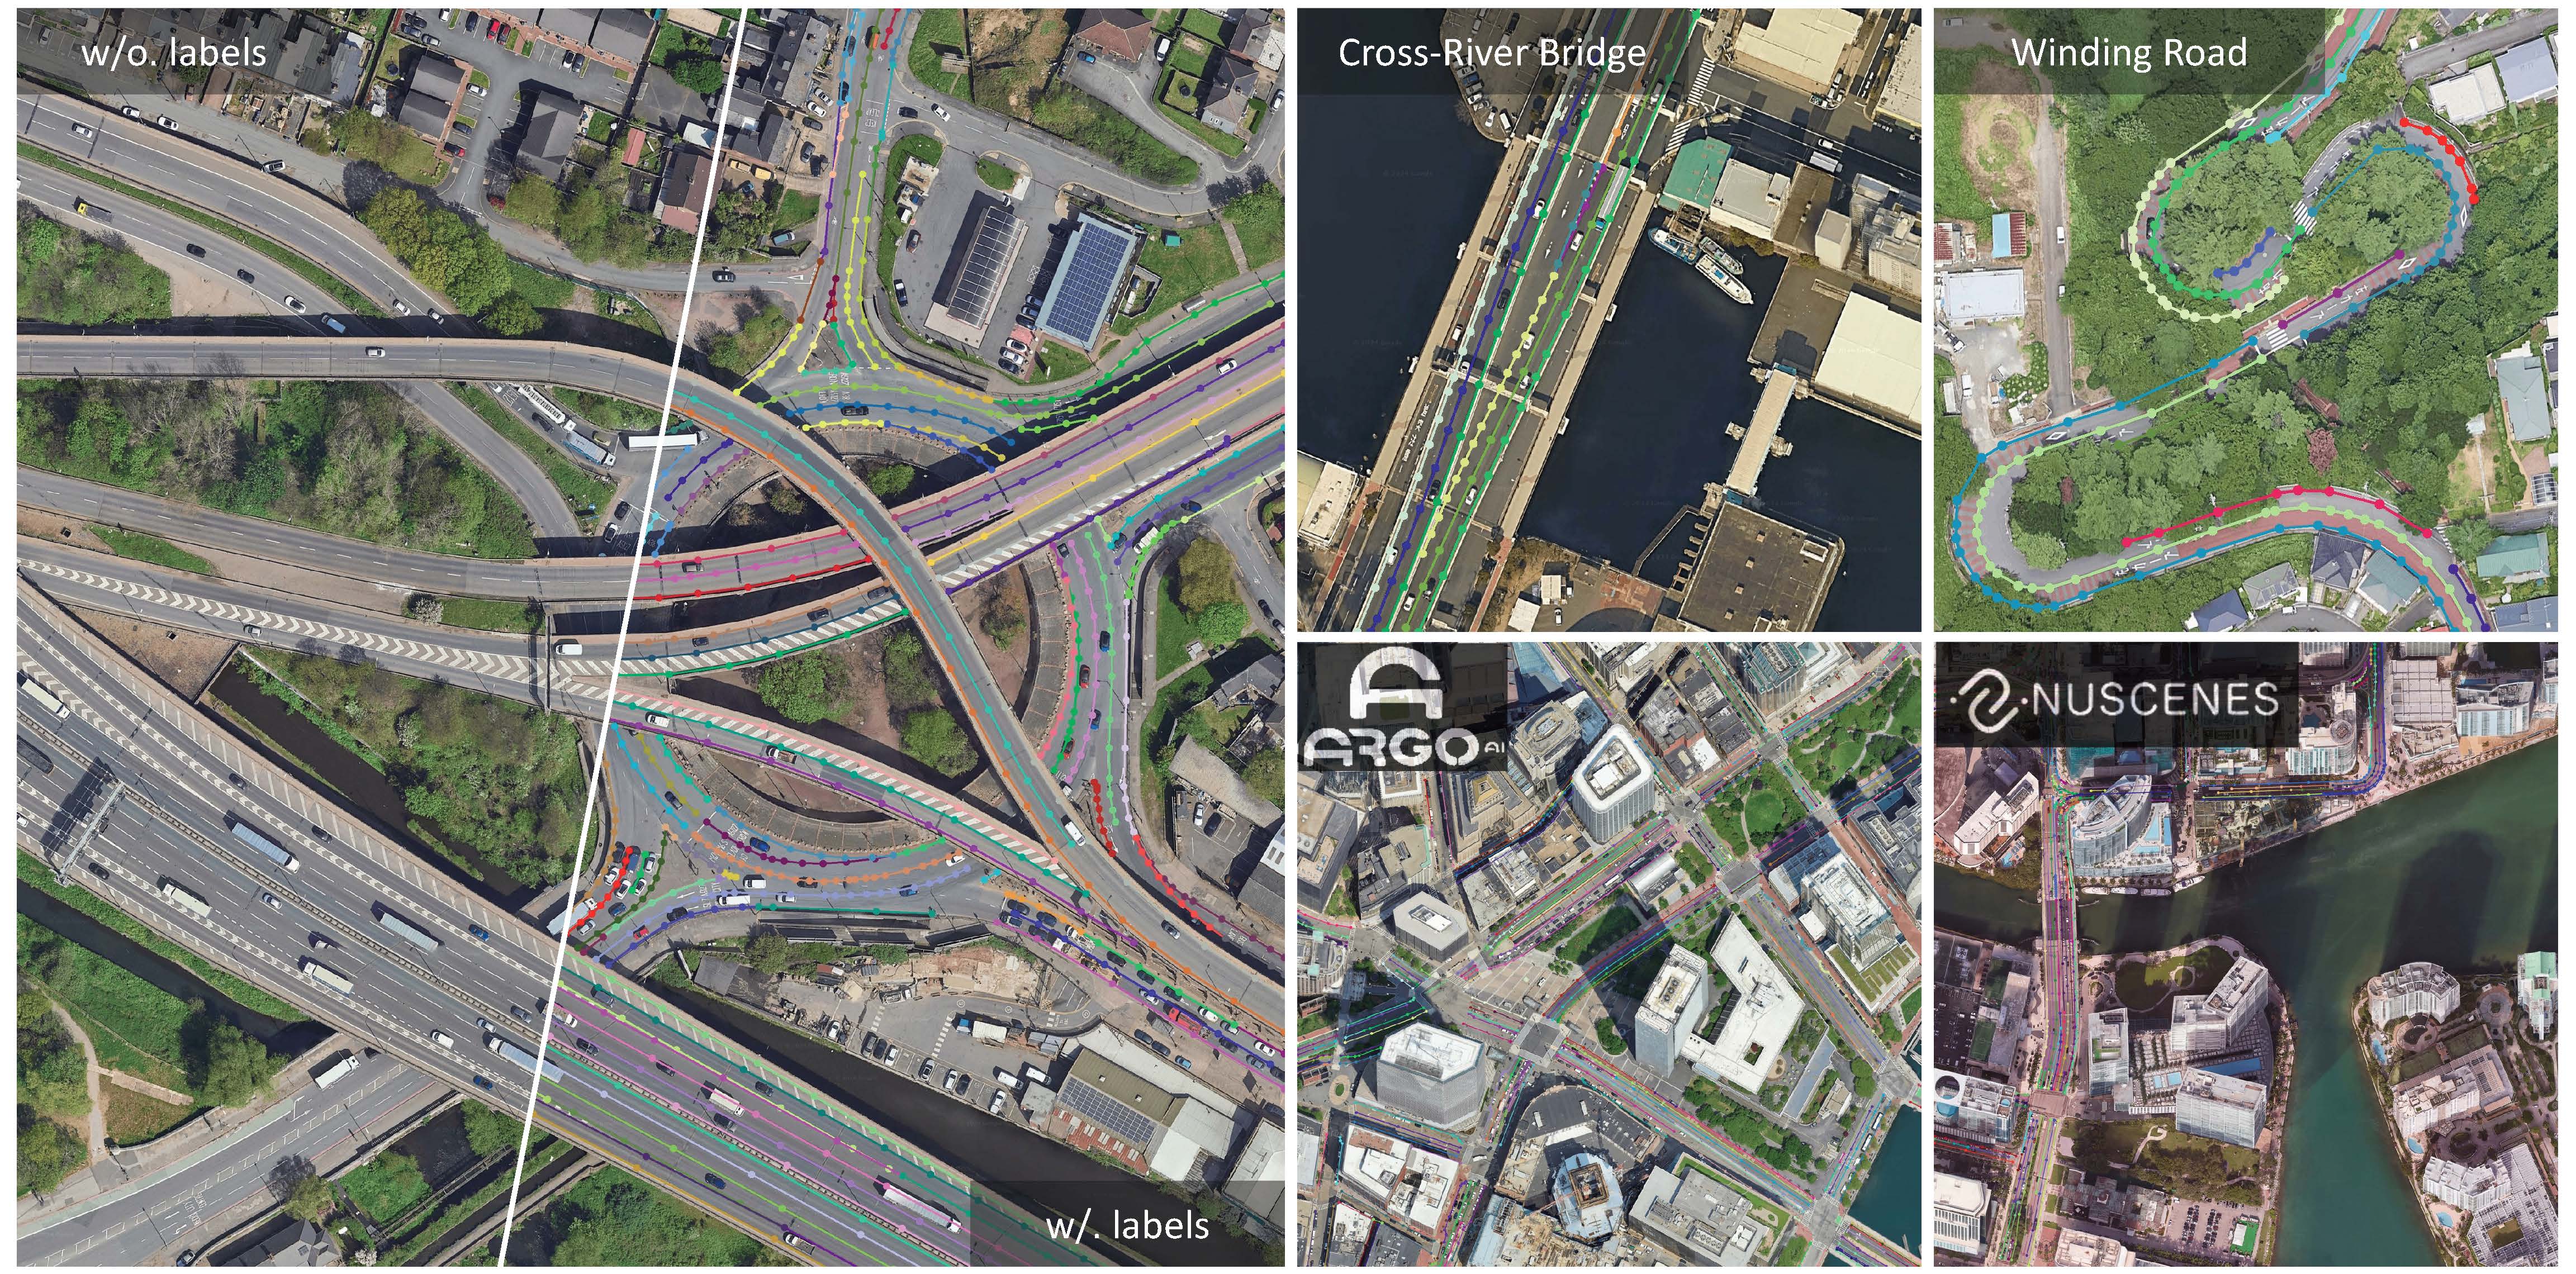 w/o. labels
w/. labels
Cross-River Bridge
Winding Road
ARGO AI
NUSCENES